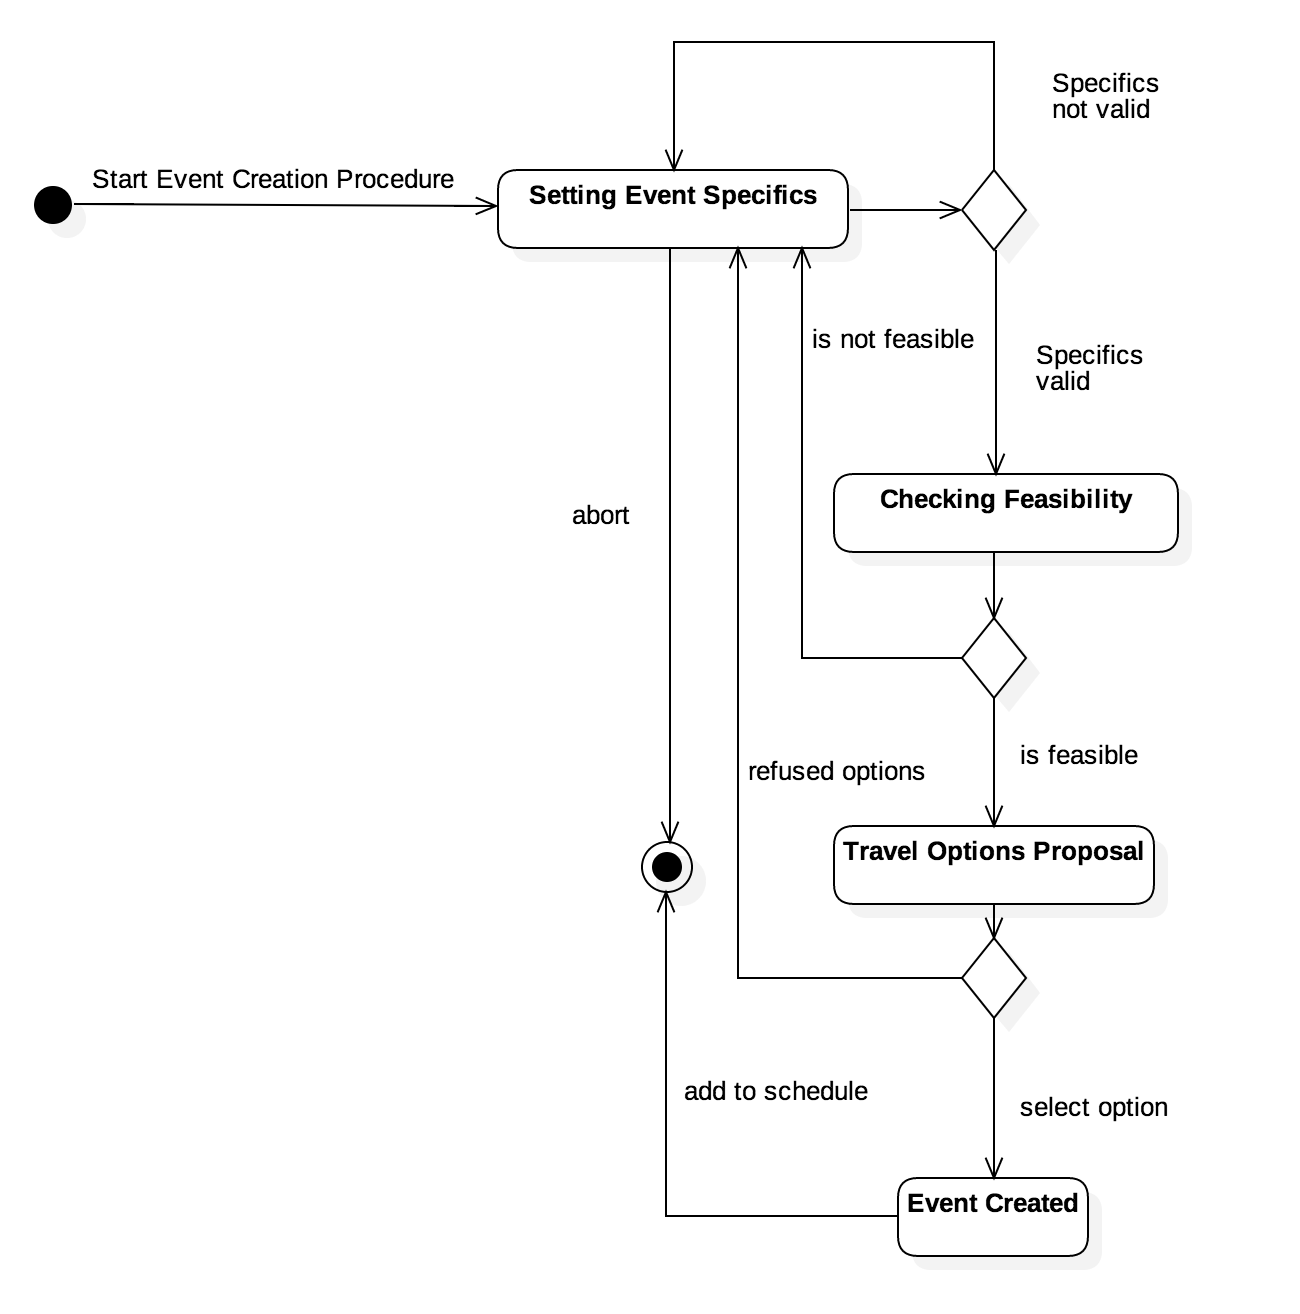 Specifics
not valid
Start Event Creation Procedure
Setting Event Specifics
is not feasible
Specifics
valid
Checking Feasibility
abort
is feasible
refused options
Travel Options Proposal
add to schedule
select option
Event Created